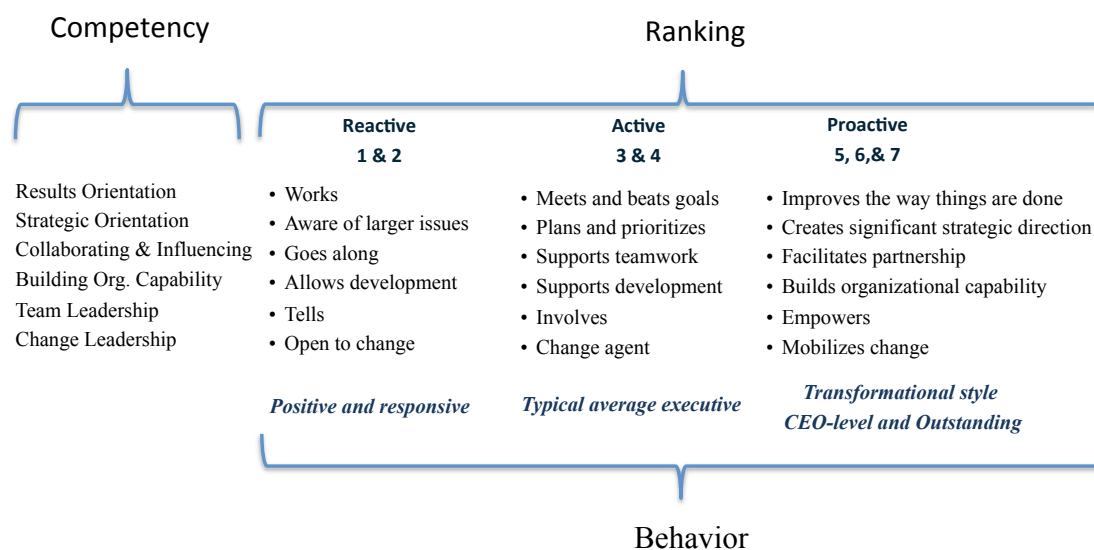 Competency
Ranking
Reactive
1 & 2
Active
3 & 4
Proactive
5, 6,& 7
Results Orientation
Strategic Orientation
Collaborating & Influencing
Building Org. Capability
Team Leadership
Change Leadership
• Works
• Aware of larger issues
• Goes along
• Allows development
• Tells
• Open to change
• Meets and beats goals
• Plans and prioritizes
• Supports teamwork
• Supports development
• Involves
• Change agent
• Improves the way things are done
• Creates significant strategic direction
• Facilitates partnership
• Builds organizational capability
• Empowers
• Mobilizes change
Positive and responsive
Typical average executive
Transformational style
CEO-level and Outstanding
Behavior